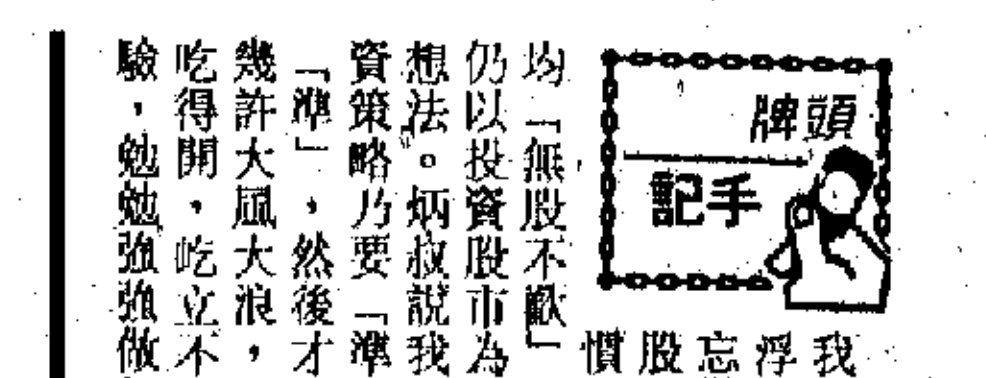 頭牌
手記
我
浮
忘
股
慣
均「無股不歡」
仍以投資股市為
想法。炳叔說我
資策略乃要「準
「準」，然後才
幾許大風大浪，
吃得開，屹立不
驗，勉勉強強做